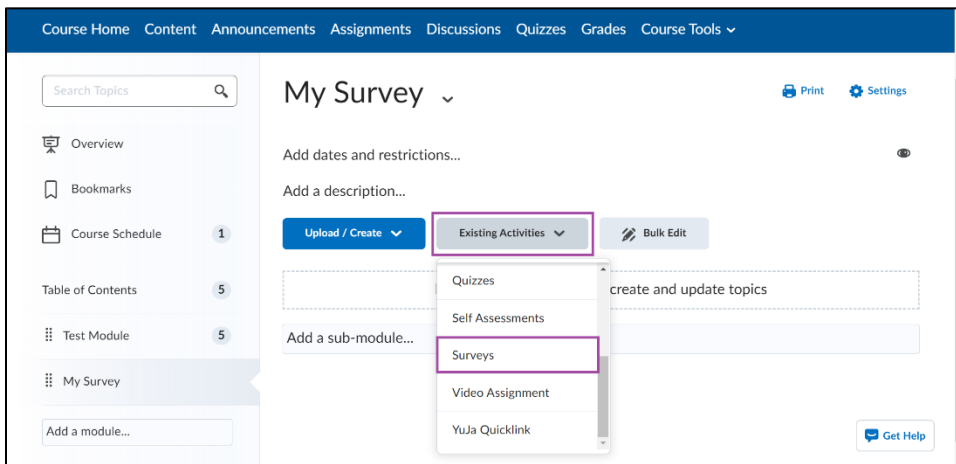 Course Home Content Announcements Assignments Discussions Quizzes Grades Course Tools
Search Topics
Overview
Bookmarks
Course Schedule 1
Table of Contents 5
Test Module 5
My Survey
Add a module...
My Survey
Print Settings
Add dates and restrictions...
Add a description...
Upload / Create Existing Activities Bulk Edit
create and update topics
Add a sub-module...
Quizzes
Self Assessments
Surveys
Video Assignment
YuJa Quicklink
Get Help